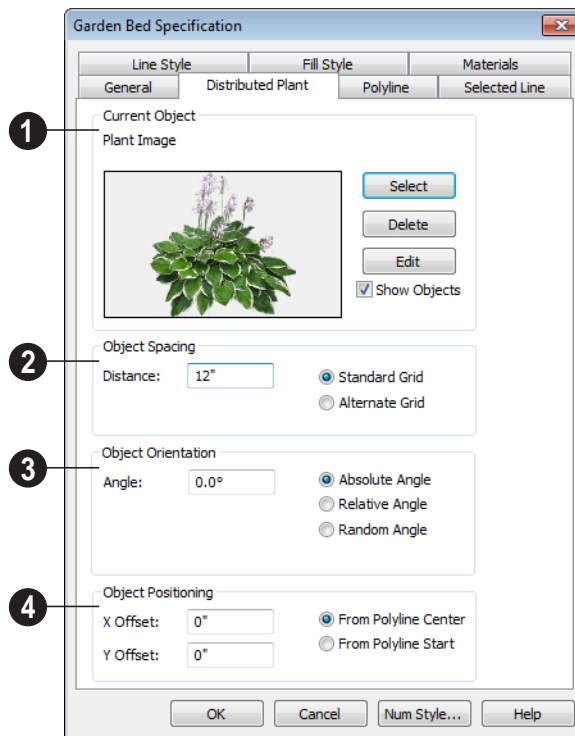 Garden Bed Specification
Line Style Fill Style Materials
General Distributed Plant Polyline Selected Line
1 Current Object
Plant Image
Select
Delete
Edit
Show Objects
2 Object Spacing
Distance: 12" Standard Grid
Alternate Grid
3 Object Orientation
Angle: 0.0° Absolute Angle
Relative Angle
Random Angle
4 Object Positioning
X Offset: 0" From Polyline Center
From Polyline Start
Y Offset: 0"
OK Cancel Num Style... Help